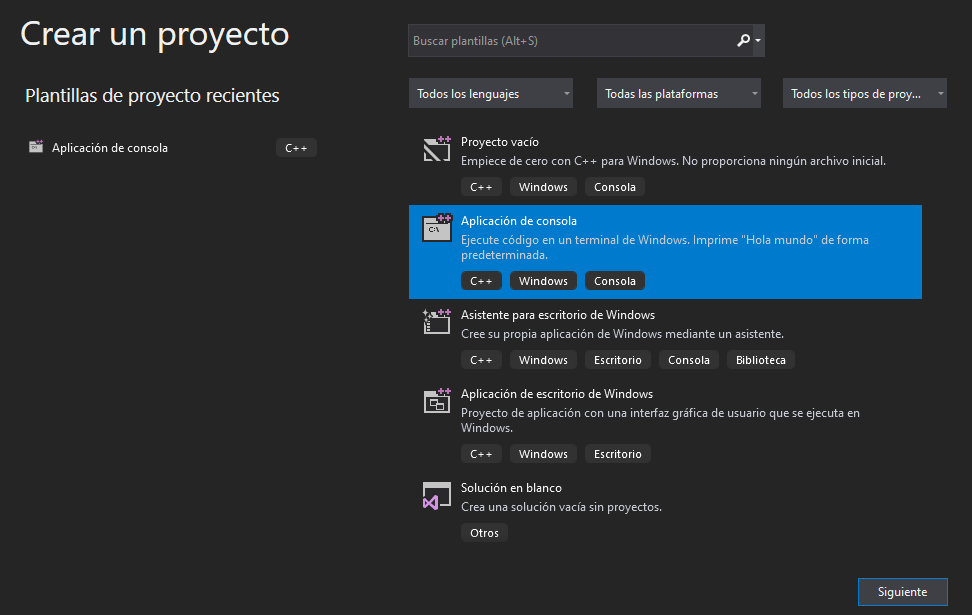 Crear un proyecto
Buscar plantillas (Alt+S)
Plantillas de proyecto recientes
Todos los lenguajes
Todas las plataformas
Todos los tipos de proy...
Aplicación de consola
C++
Proyecto vacío
Empiece de cero con C++ para Windows. No proporciona ningún archivo inicial.
C++ Windows Consola
Aplicación de consola
Ejecute código en un terminal de Windows. Imprime "Hola mundo" de forma
predeterminada.
C++ Windows Consola
Asistente para escritorio de Windows
Cree su propia aplicación de Windows mediante un asistente.
C++ Windows Escritorio Consola Biblioteca
Aplicación de escritorio de Windows
Proyecto de aplicación con una interfaz gráfica de usuario que se ejecuta en
Windows.
C++ Windows Escritorio
Solución en blanco
Crea una solución vacía sin proyectos.
Otros
Siguiente